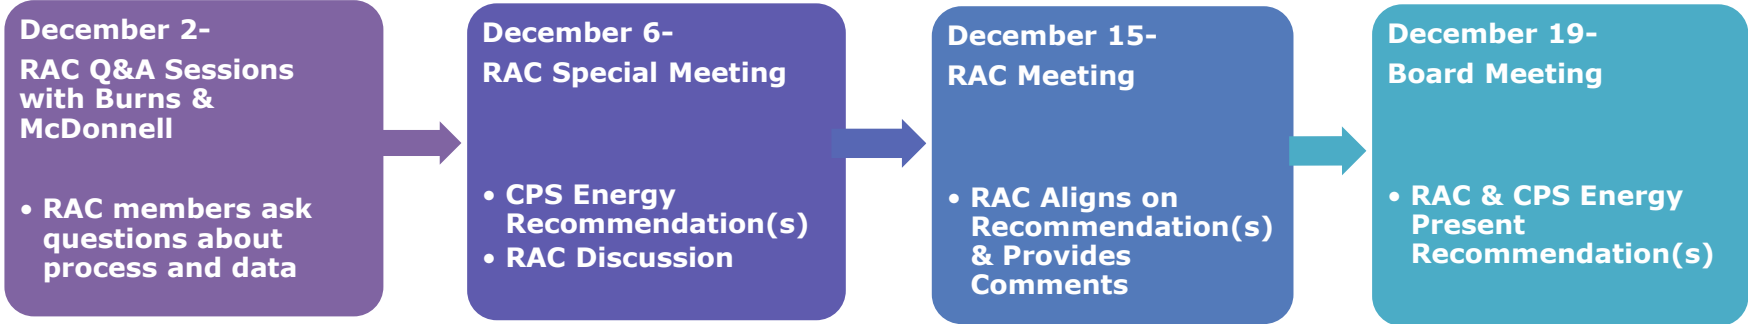 December 2-
RAC Q&A Sessions
with Burns &
McDonnell
• RAC members ask
questions about
process and data
December 6-
RAC Special Meeting
• CPS Energy
Recommendation(s)
• RAC Discussion
December 15-
RAC Meeting
• RAC Aligns on
Recommendation(s)
& Provides
Comments
December 19-
Board Meeting
• RAC & CPS Energy
Present
Recommendation(s)